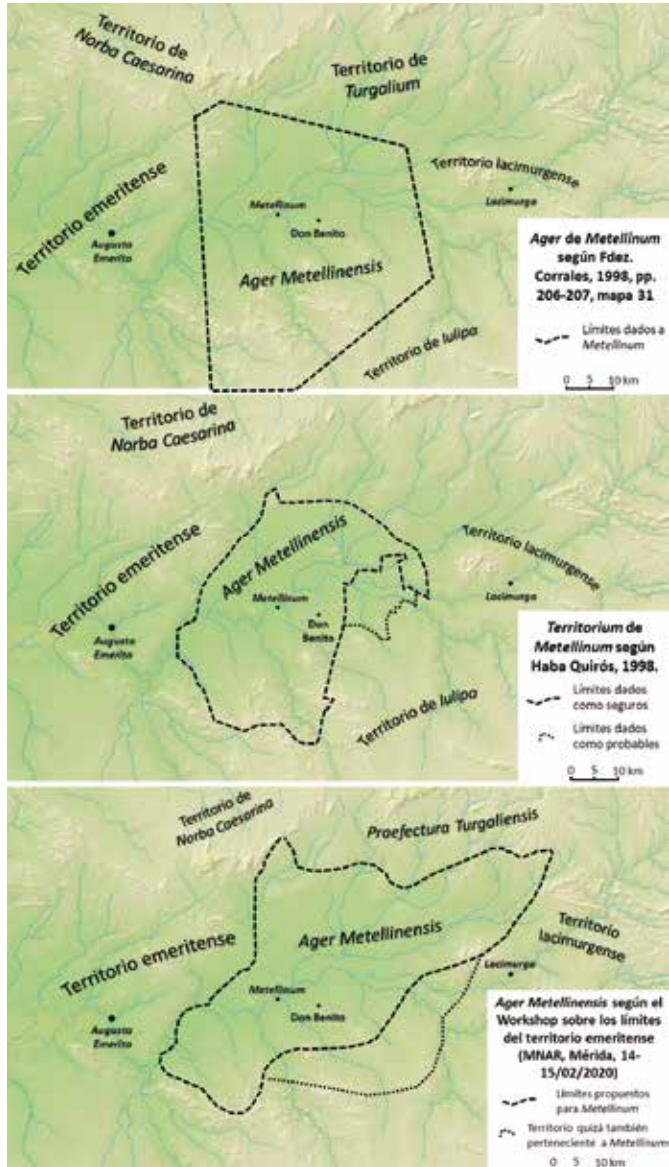 Territorio de
Norba Caesarina
Territorio de
Turgalium
Territorio emeritense
Territorio lacimurgense
Lacimurga
Metellinum
Don Benito
Augusta
Emerita
Ager Metellinensis
Territorio de Iulipa
Ager de Metellinum
según Fdez.
Corrales, 1998, pp.
206-207, mapa 31
Límites dados a
Metellinum
0 5 10 km
Territorio de
Norba Caesarina
Territorio emeritense
Ager Metellinensis
Territorio lacimurgense
Lacimurga
Metellinum
Don
Benito
Augusta
Emerita
Territorio de Iulipa
Territorium de
Metellinum según
Haba Quirós, 1998.
Límites dados
como seguros
Límites dados
como probables
0 5 10 km
Territorio de
Norba Caesarina
Praefectura Turgaliensis
Territorio emeritense
Ager Metellinensis
Territorio
lacimurgense
Lacimurga
Metellinum
Don Benito
Augusta
Emerita
Ager Metellinensis según el
Workshop sobre los límites
del territorio emeritense
(MNAR, Mérida, 14-
15/02/2020)
Límites propuestos
para Metellinum
Territorio quizá también
perteneciente a Metellinum
0 5 10 km